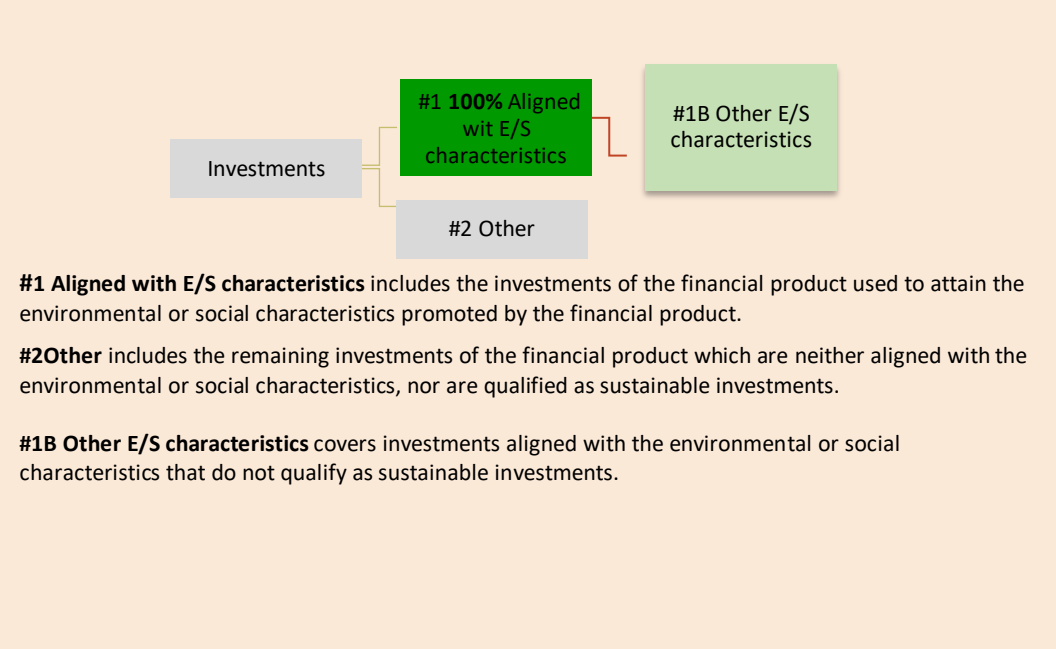 #1 100% Aligned
wit E/S
characteristics
#1B Other E/S
characteristics
Investments
#2 Other
#1 Aligned with E/S characteristics includes the investments of the financial product used to attain the
environmental or social characteristics promoted by the financial product.
#2Other includes the remaining investments of the financial product which are neither aligned with the
environmental or social characteristics, nor are qualified as sustainable investments.
#1B Other E/S characteristics covers investments aligned with the environmental or social
characteristics that do not qualify as sustainable investments.